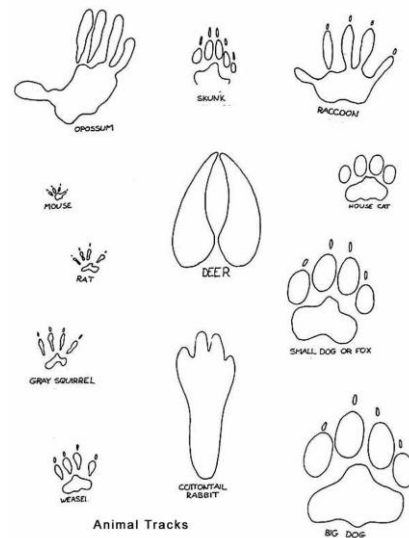 OPOSSUM
SKUNK
RACCOON
MOUSE
HOUSE CAT
RAT
DEER
GRAY SQUIRREL
SMALL DOG OR FOX
WEASEL
COTTONTAIL
RABBIT
BIG DOG
Animal Tracks